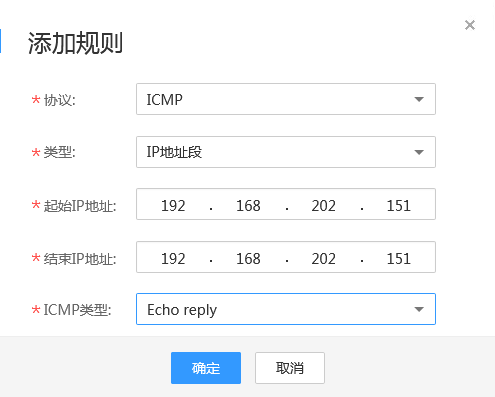 添加规则
* 协议: ICMP
* 类型: IP地址段
* 起始IP地址: 192 . 168 . 202 . 151
* 结束IP地址: 192 . 168 . 202 . 151
* ICMP类型: Echo reply
确定 取消